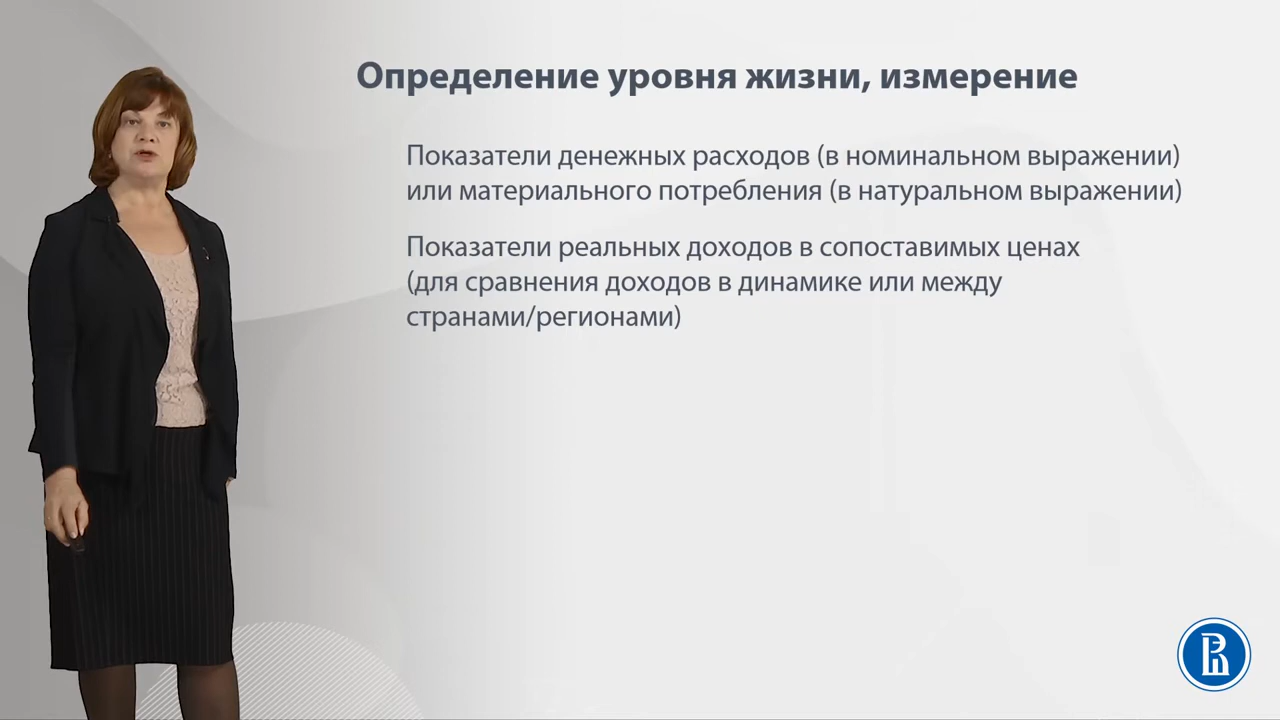 Определение уровня жизни, измерение
Показатели денежных расходов (в номинальном выражении)
или материального потребления (в натуральном выражении)
Показатели реальных доходов в сопоставимых ценах
(для сравнения доходов в динамике или между
странами/регионами)